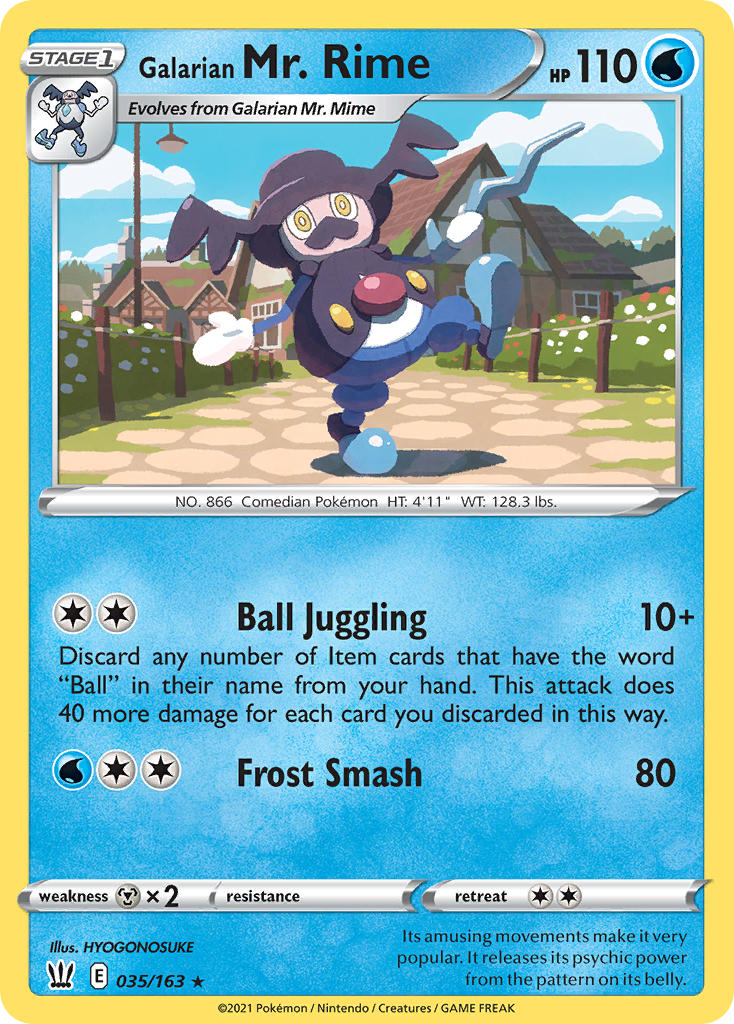 STAGE1
Galarian Mr. Rime
HP 110
Evolves from Galarian Mr. Mime
NO. 866 Comedian Pokémon HT: 4'11" WT: 128.3 lbs.
Ball Juggling 10+
Discard any number of Item cards that have the word
“Ball” in their name from your hand. This attack does
40 more damage for each card you discarded in this way.
Frost Smash 80
weakness ×2 resistance retreat
Illus. HYOGONOSUKE
E 035/163 ★
Its amusing movements make it very
popular. It releases its psychic power
from the pattern on its belly.
©2021 Pokémon / Nintendo / Creatures / GAME FREAK